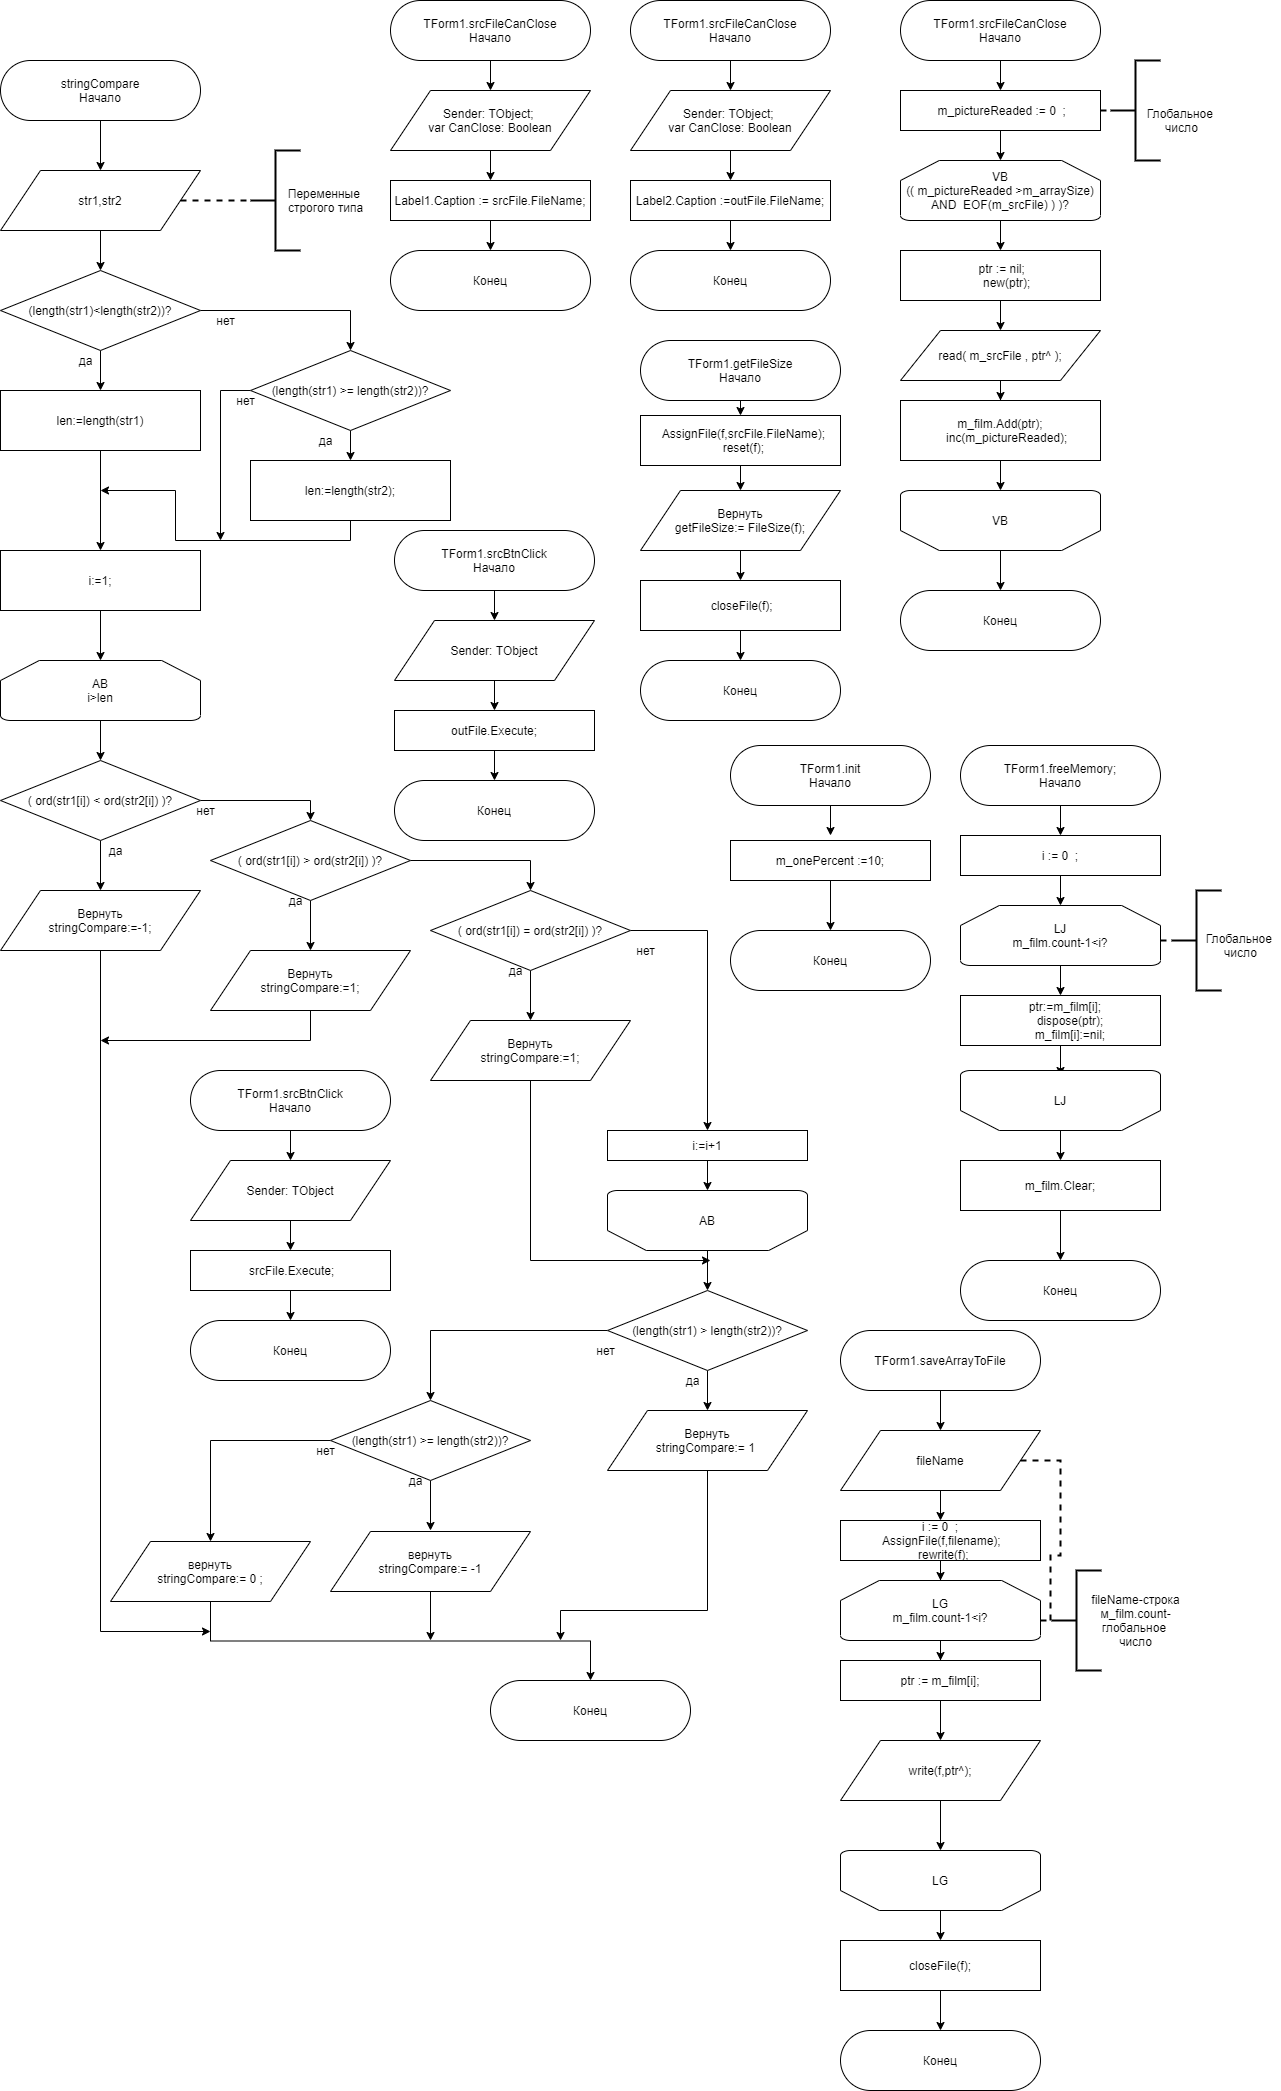 stringCompare
Начало
str1,str2
Переменные
строгого типа
(length(str1)<length(str2))?
нет
да
len:=length(str1)
(length(str1) >= length(str2))?
нет
да
len:=length(str2);
i:=1;
AB
i>len
( ord(str1[i]) < ord(str2[i]) )?
нет
да
Вернуть
stringCompare:=-1;
( ord(str1[i]) > ord(str2[i]) )?
да
Вернуть
stringCompare:=1;
( ord(str1[i]) = ord(str2[i]) )?
нет
да
Вернуть
stringCompare:=1;
i:=i+1
AB
(length(str1) > length(str2))?
нет
да
Вернуть
stringCompare:= 1
(length(str1) >= length(str2))?
нет
да
вернуть
stringCompare:= 0 ;
вернуть
stringCompare:= -1
Конец
TForm1.srcFileCanClose
Начало
Sender: TObject;
var CanClose: Boolean
Label1.Caption := srcFile.FileName;
Конец
TForm1.srcFileCanClose
Начало
Sender: TObject;
var CanClose: Boolean
Label2.Caption :=outFile.FileName;
Конец
TForm1.srcFileCanClose
Начало
m_pictureReaded := 0 ;
Глобальное
число
VB
(( m_pictureReaded >m_arraySize)
AND EOF(m_srcFile) ) )?
ptr := nil;
new(ptr);
read( m_srcFile , ptr^ );
m_film.Add(ptr);
inc(m_pictureReaded);
VB
Конец
TForm1.getFileSize
Начало
AssignFile(f,srcFile.FileName);
reset(f);
Вернуть
getFileSize:= FileSize(f);
closeFile(f);
Конец
TForm1.srcBtnClick
Начало
Sender: TObject
outFile.Execute;
Конец
TForm1.init
Начало
m_onePercent :=10;
Конец
TForm1.freeMemory;
Начало
i := 0 ;
LJ
m_film.count-1<i?
Глобальное
число
ptr:=m_film[i];
dispose(ptr);
m_film[i]:=nil;
LJ
m_film.Clear;
Конец
TForm1.srcBtnClick
Начало
Sender: TObject
srcFile.Execute;
Конец
TForm1.saveArrayToFile
fileName
i := 0 ;
AssignFile(f,filename);
rewrite(f);
LG
m_film.count-1<i?
fileName-строка
м_film.count-
глобальное
число
ptr := m_film[i];
write(f,ptr^);
LG
closeFile(f);
Конец